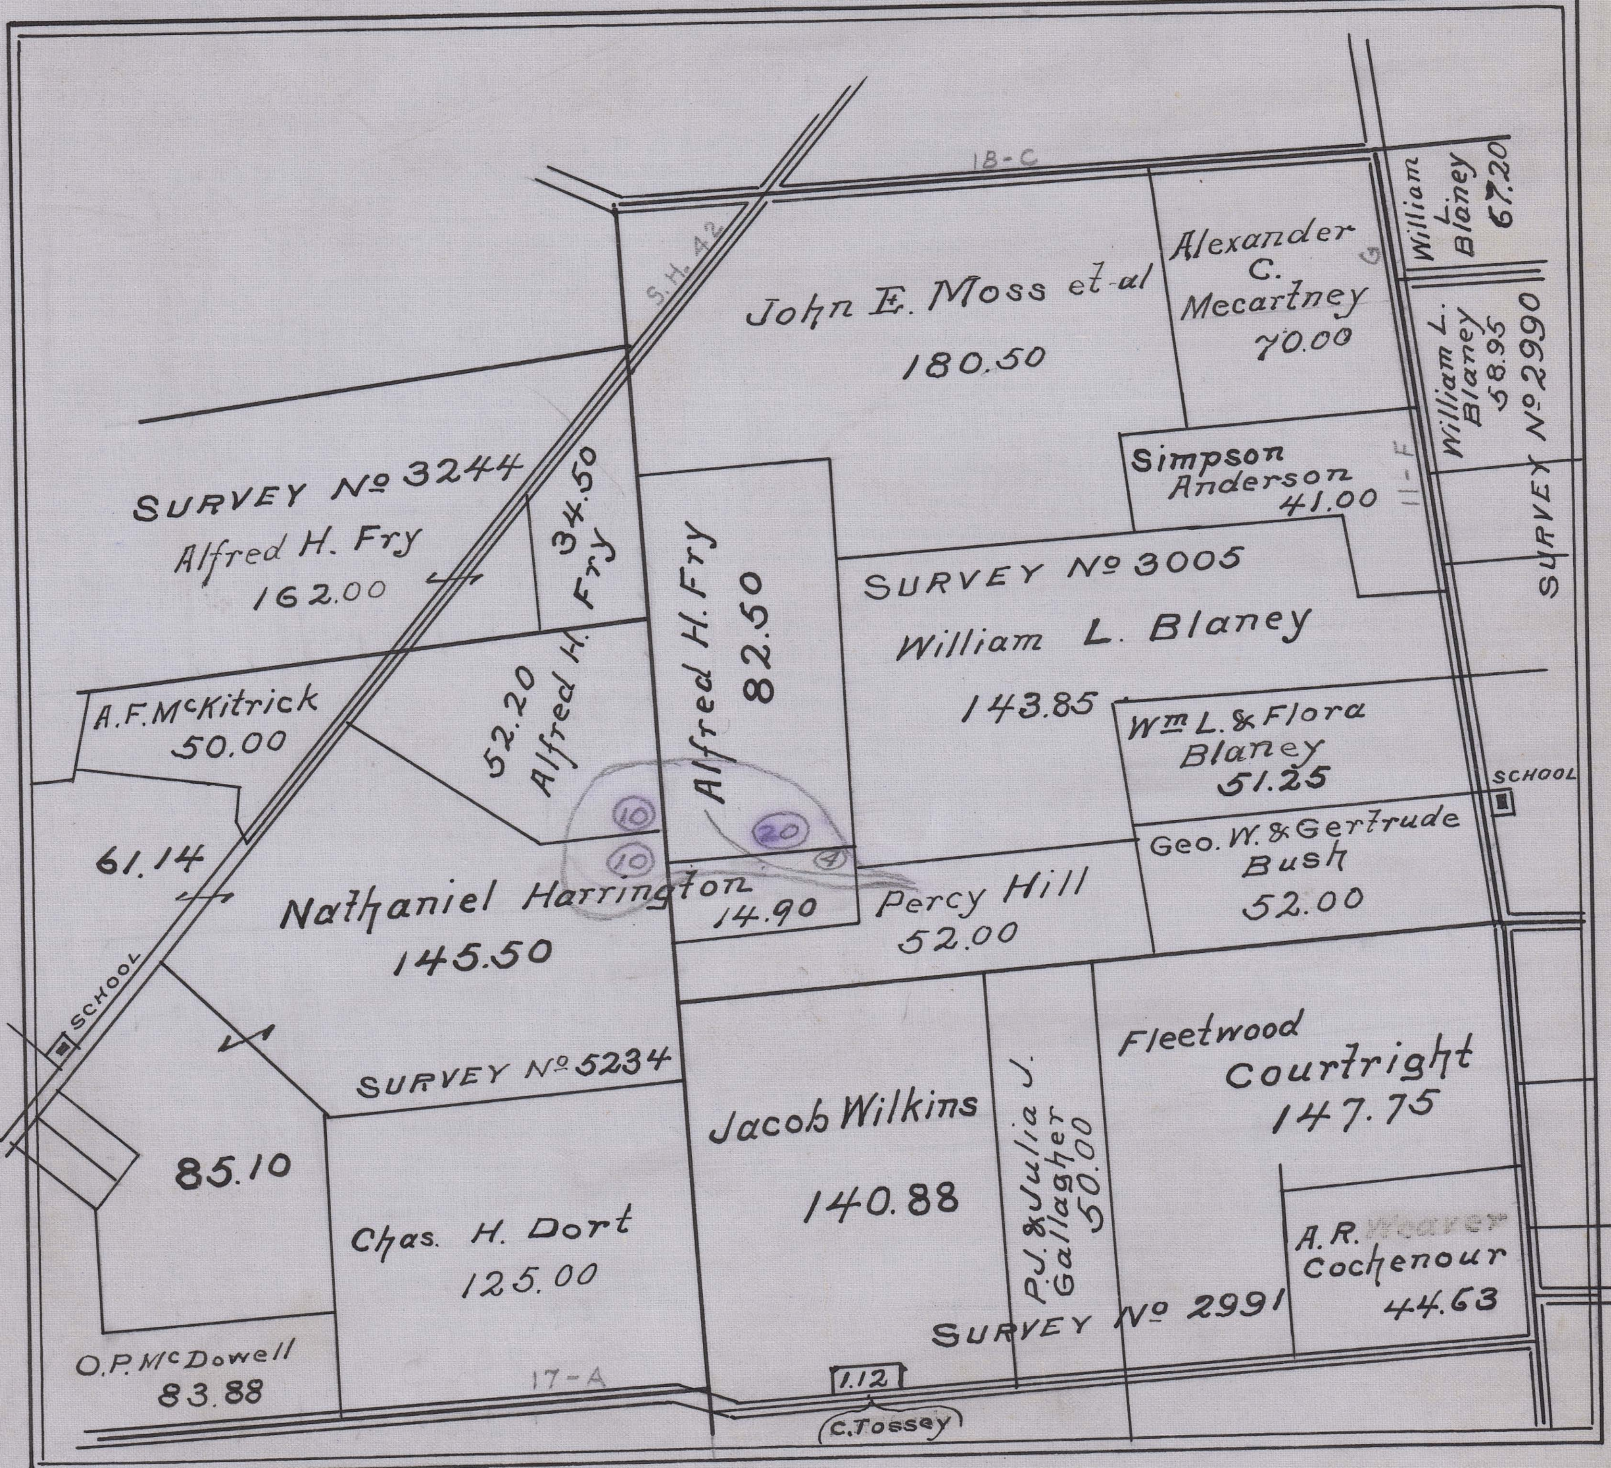 18-C
S.H. 42
John E. Moss et-al
180.50
Alexander
C.
Mecartney
70.00
G
William
L.
Blaney
67.20
William L.
Blaney
58.95
SURVEY Nº 2990
11-F
Simpson
Anderson
41.00
SURVEY Nº 3244
Alfred H. Fry
162.00
34.50
Alfred H. Fry
52.20
Alfred H. Fry
82.50
SURVEY Nº 3005
William L. Blaney
143.85
A.F. McKitrick
50.00
Wm L. & Flora
Blaney
51.25
SCHOOL
61.14
10
10
20
4
Geo. W. & Gertrude
Bush
52.00
Nathaniel Harrington
145.50
14.90
Percy Hill
52.00
SCHOOL
SURVEY Nº 5234
Fleetwood
Courtright
147.75
Jacob Wilkins
140.88
P.J. & Julia J.
Gallagher
50.00
85.10
Chas. H. Dort
125.00
A.R. Weaver
Cochenour
44.63
SURVEY Nº 2991
O.P. McDowell
83.88
17-A
1.12
C. Tossey